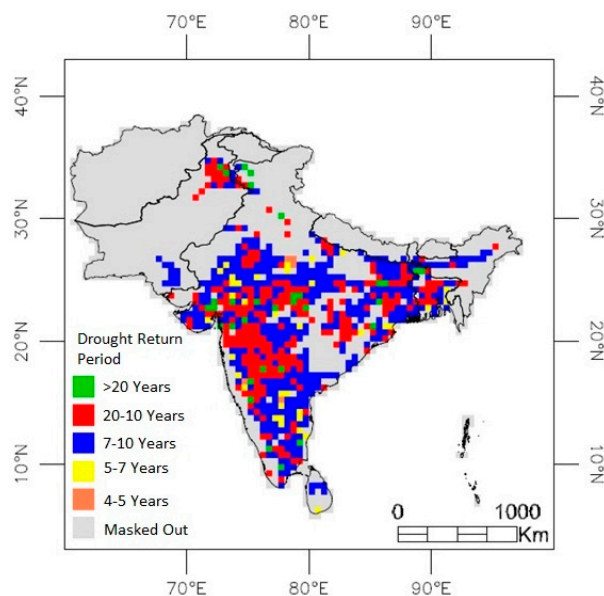 70°E 80°E 90°E
40°N 40°N
30°N 30°N
20°N 20°N
10°N 10°N
Drought Return
Period
>20 Years
20-10 Years
7-10 Years
5-7 Years
4-5 Years
Masked Out
0 1000
Km
70°E 80°E 90°E